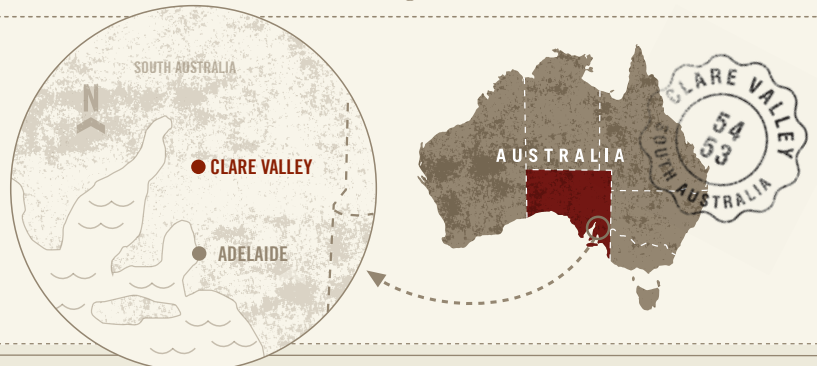 SOUTH AUSTRALIA
N
CLARE VALLEY
ADELAIDE
AUSTRALIA
CLARE VALLEY
54
53
SOUTH AUSTRALIA